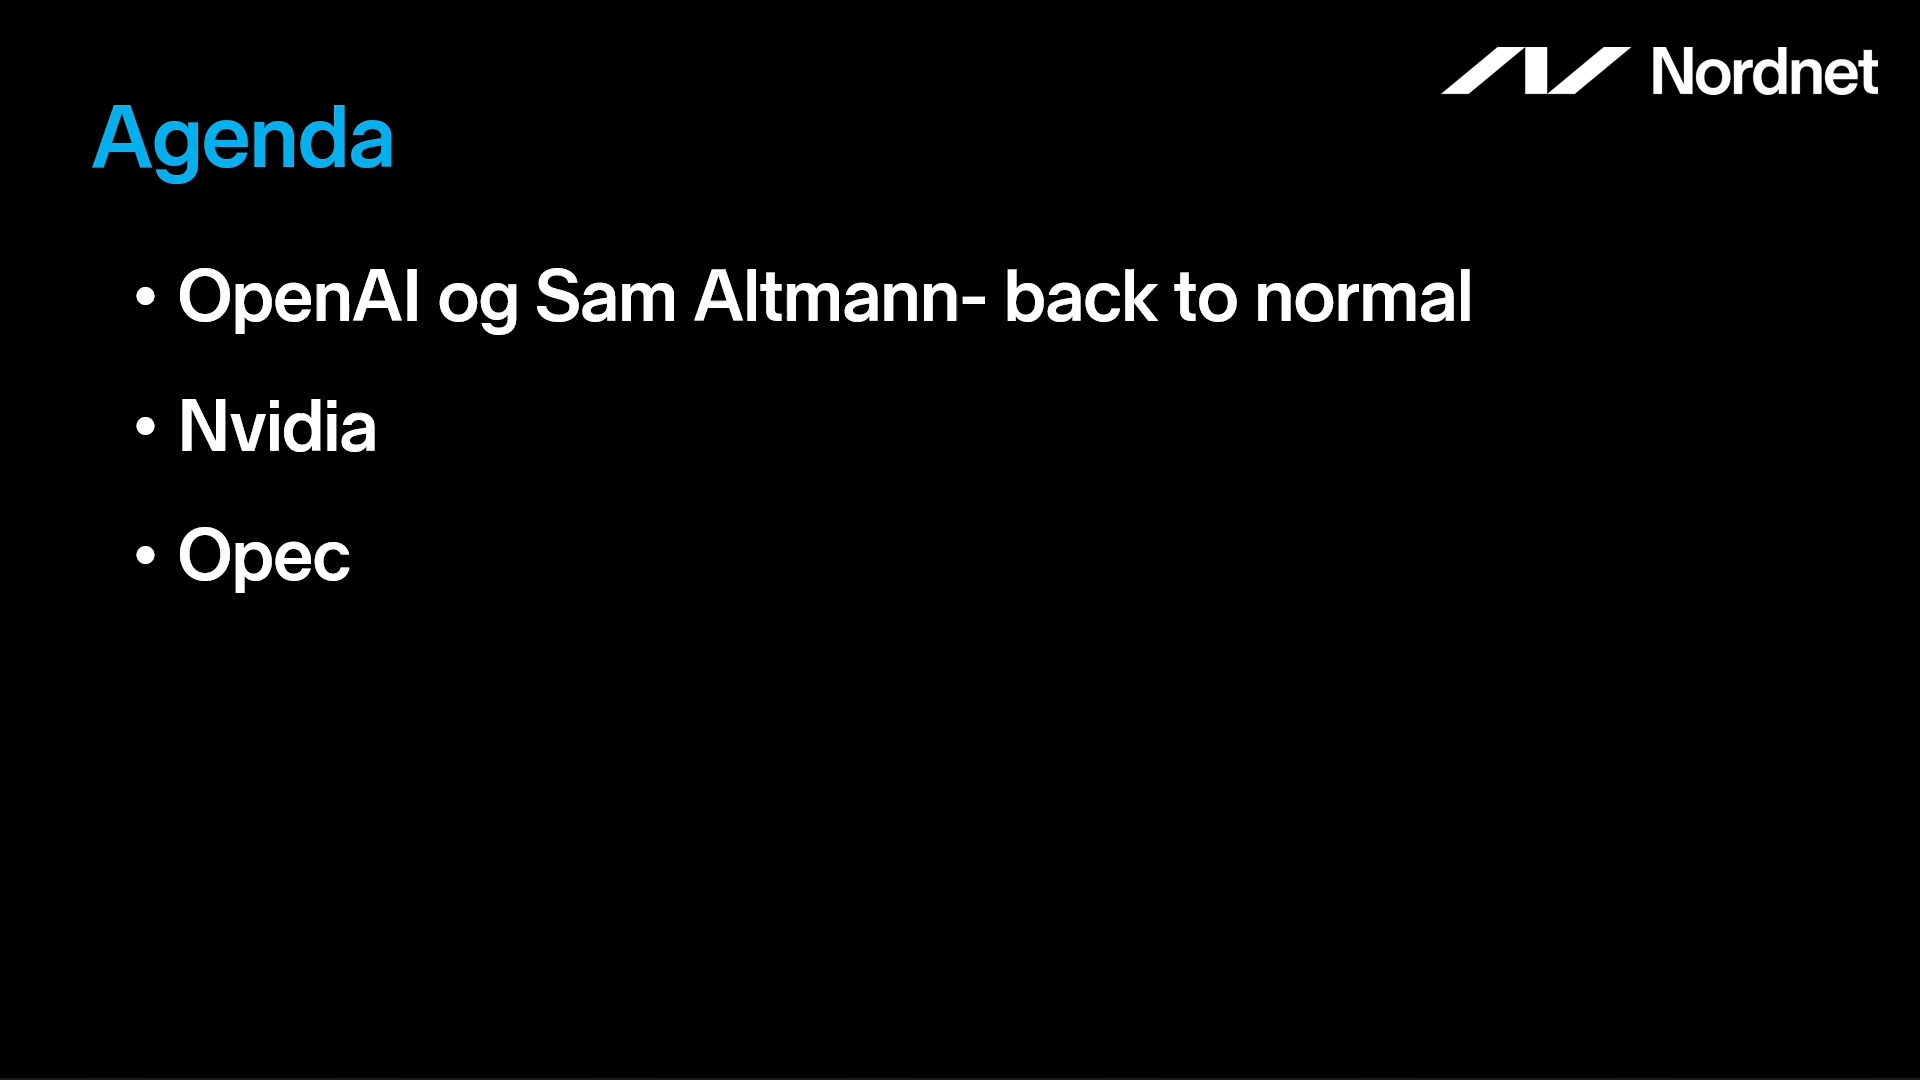 Nordnet
Agenda
• OpenAI og Sam Altmann- back to normal
• Nvidia
• Opec